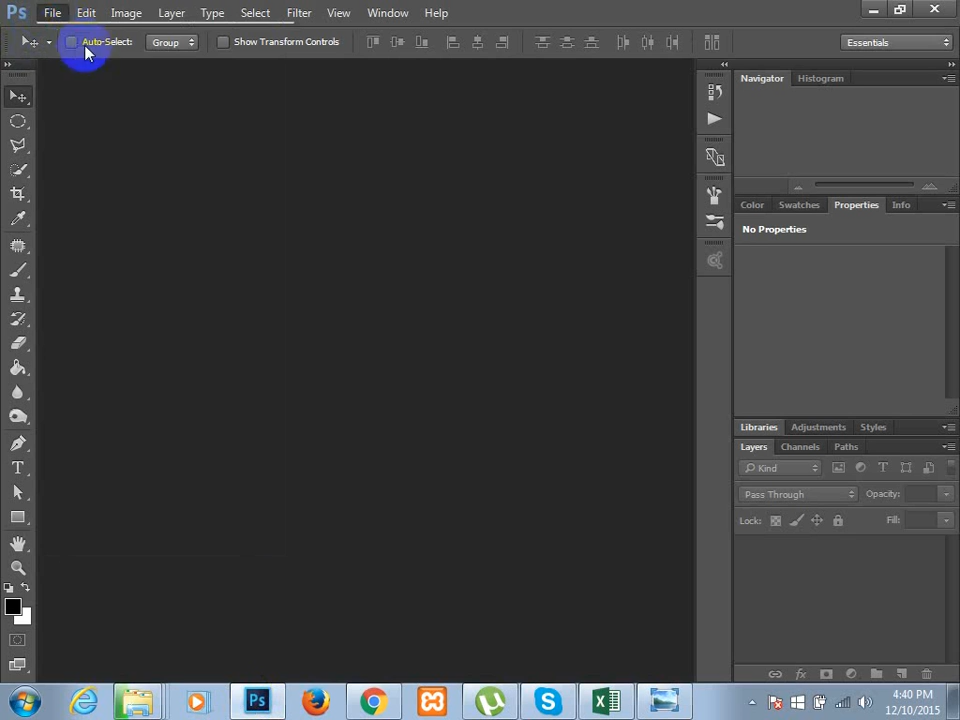 Ps File Edit Image Layer Type Select Filter View Window Help
Auto-Select: Group Show Transform Controls Essentials
Navigator Histogram
Color Swatches Properties Info
No Properties
Libraries Adjustments Styles
Layers Channels Paths
Kind
Pass Through Opacity:
Lock: Fill:
T
Ps
4:40 PM
12/10/2015